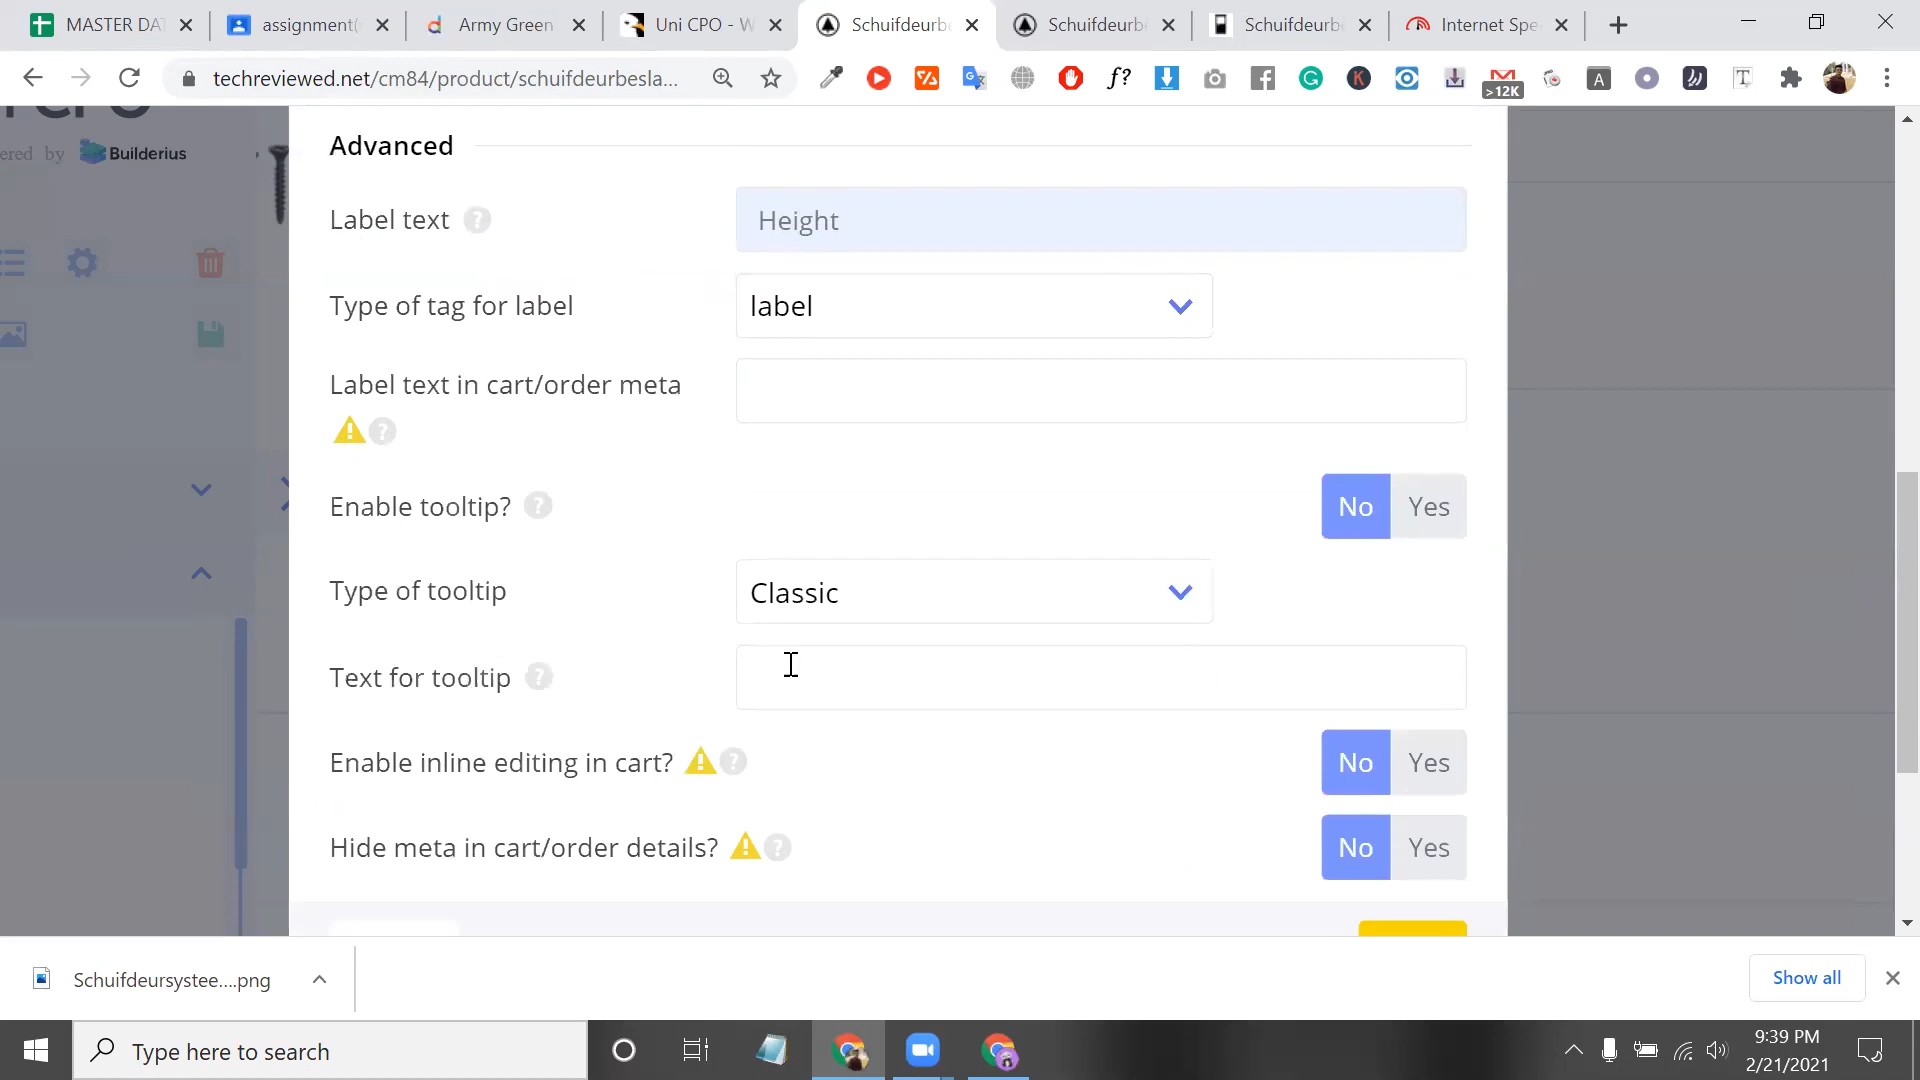 MASTER DAT
assignment(
Army Green
Uni CPO - W
Schuifdeurbe
Schuifdeurb
Schuifdeurbe
Internet Spe
techreviewed.net/cm84/product/schuifdeurbesla...
>12K
ered by Builderius
Advanced
Label text
Height
Type of tag for label
label
Label text in cart/order meta
Enable tooltip?
No Yes
Type of tooltip
Classic
Text for tooltip
Enable inline editing in cart?
No Yes
Hide meta in cart/order details?
No Yes
Schuifdeursystee....png
Show all
Type here to search
9:39 PM
2/21/2021